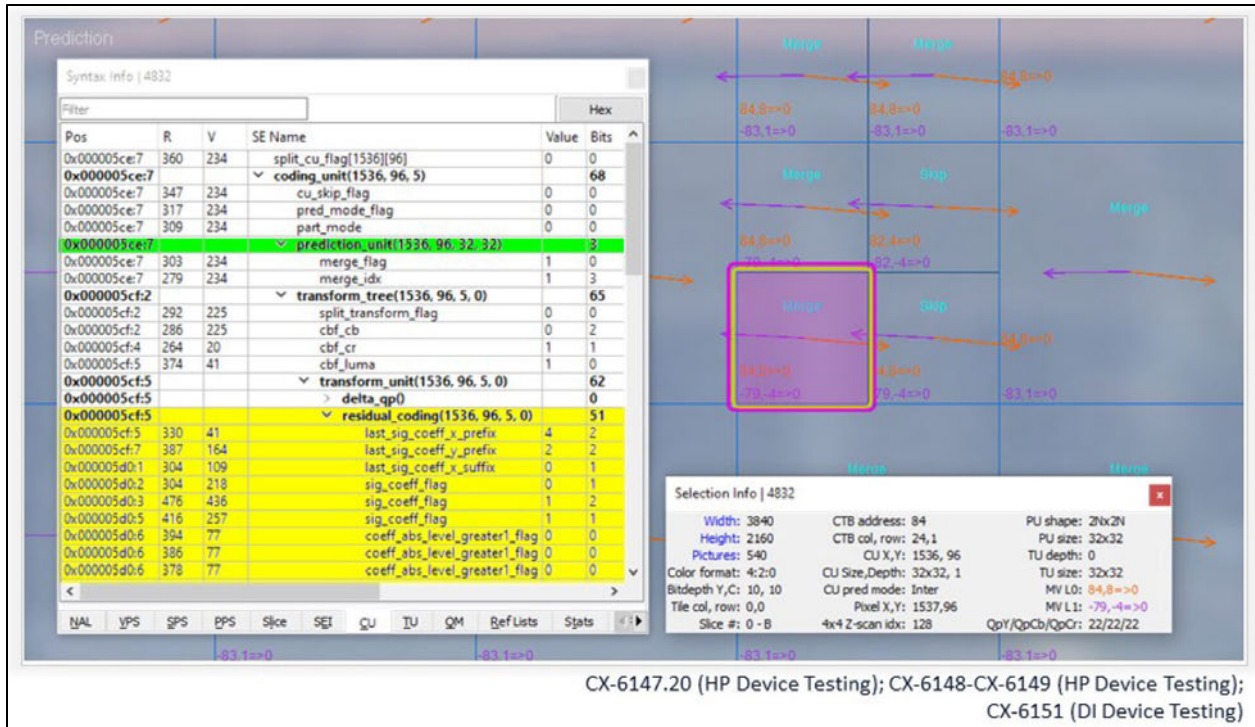 Prediction
Syntax Info | 4832
Filter Hex
Pos R V SE Name Value Bits
0x000005ce:7 360 234 split_cu_flag[1536][96] 0 0
0x000005ce:7 coding_unit(1536, 96, 5) 68
0x000005ce:7 347 234 cu_skip_flag 0 0
0x000005ce:7 317 234 pred_mode_flag 0 0
0x000005ce:7 309 234 part_mode 0 0
0x000005ce:7 prediction_unit(1536, 96, 32, 32) 3
0x000005ce:7 303 234 merge_flag 1 0
0x000005ce:7 279 234 merge_idx 1 3
0x000005cf:2 transform_tree(1536, 96, 5, 0) 65
0x000005cf:2 292 225 split_transform_flag 0 0
0x000005cf:2 286 225 cbf_cb 0 2
0x000005cf:4 264 20 cbf_cr 1 1
0x000005cf:5 374 41 cbf_luma 1 0
0x000005cf:5 transform_unit(1536, 96, 5, 0) 62
0x000005cf:5 delta_qp() 0
0x000005cf:5 residual_coding(1536, 96, 5, 0) 51
0x000005cf:5 330 41 last_sig_coeff_x_prefix 4 2
0x000005cf:7 387 164 last_sig_coeff_y_prefix 2 2
0x000005d0:1 304 109 last_sig_coeff_x_suffix 0 1
0x000005d0:2 304 218 sig_coeff_flag 0 1
0x000005d0:3 476 436 sig_coeff_flag 1 2
0x000005d0:5 416 257 sig_coeff_flag 1 1
0x000005d0:6 394 77 coeff_abs_level_greater1_flag 0 0
0x000005d0:6 386 77 coeff_abs_level_greater1_flag 0 0
0x000005d0:6 378 77 coeff_abs_level_greater1_flag 0 0
NAL VPS SPS PPS Slice SEI CU TU QM Ref Lists Stats
Merge Merge
84,8=>0 84,8=>0 84,8=>0
-83,1=>0 -83,1=>0 -83,1=>0
Merge Skip Merge
84,8=>0 82,4=>0
-79,-4=>0 -82,-4=>0
Merge Skip
84,8=>0
84,8=>0
-79,-4=>0 -79,-4=>0 -83,1=>0
Merge Merge
Selection Info | 4832
Width: 3840 CTB address: 84 PU shape: 2Nx2N
Height: 2160 CTB col, row: 24,1 PU size: 32x32
Pictures: 540 CU X,Y: 1536, 96 TU depth: 0
Color format: 4:2:0 CU Size,Depth: 32x32, 1 TU size: 32x32
Bitdepth Y,C: 10, 10 CU pred mode: Inter MV L0: 84,8=>0
Tile col, row: 0,0 Pixel X,Y: 1537,96 MV L1: -79,-4=>0
Slice #: 0 - B 4x4 Z-scan idx: 128 QpY/QpCb/QpCr: 22/22/22
-83,1=>0 -83,1=>0 -83,1=>0 -83,1=>0
CX-6147.20 (HP Device Testing); CX-6148-CX-6149 (HP Device Testing);
CX-6151 (DI Device Testing)